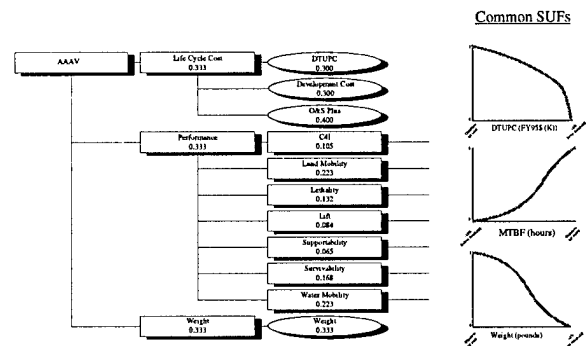 Common SUFs
AAAV
Life Cycle Cost
0.333
DTUPC
0.300
Development Cost
0.300
O&S Plus
0.400
Performance
0.333
C4I
0.105
Land Mobility
0.223
Lethality
0.132
Lift
0.084
Supportability
0.065
Survivability
0.168
Water Mobility
0.223
Weight
0.333
Weight
0.333
DTUPC (FY95$ (K))
MTBF (hours)
Weight (pounds)